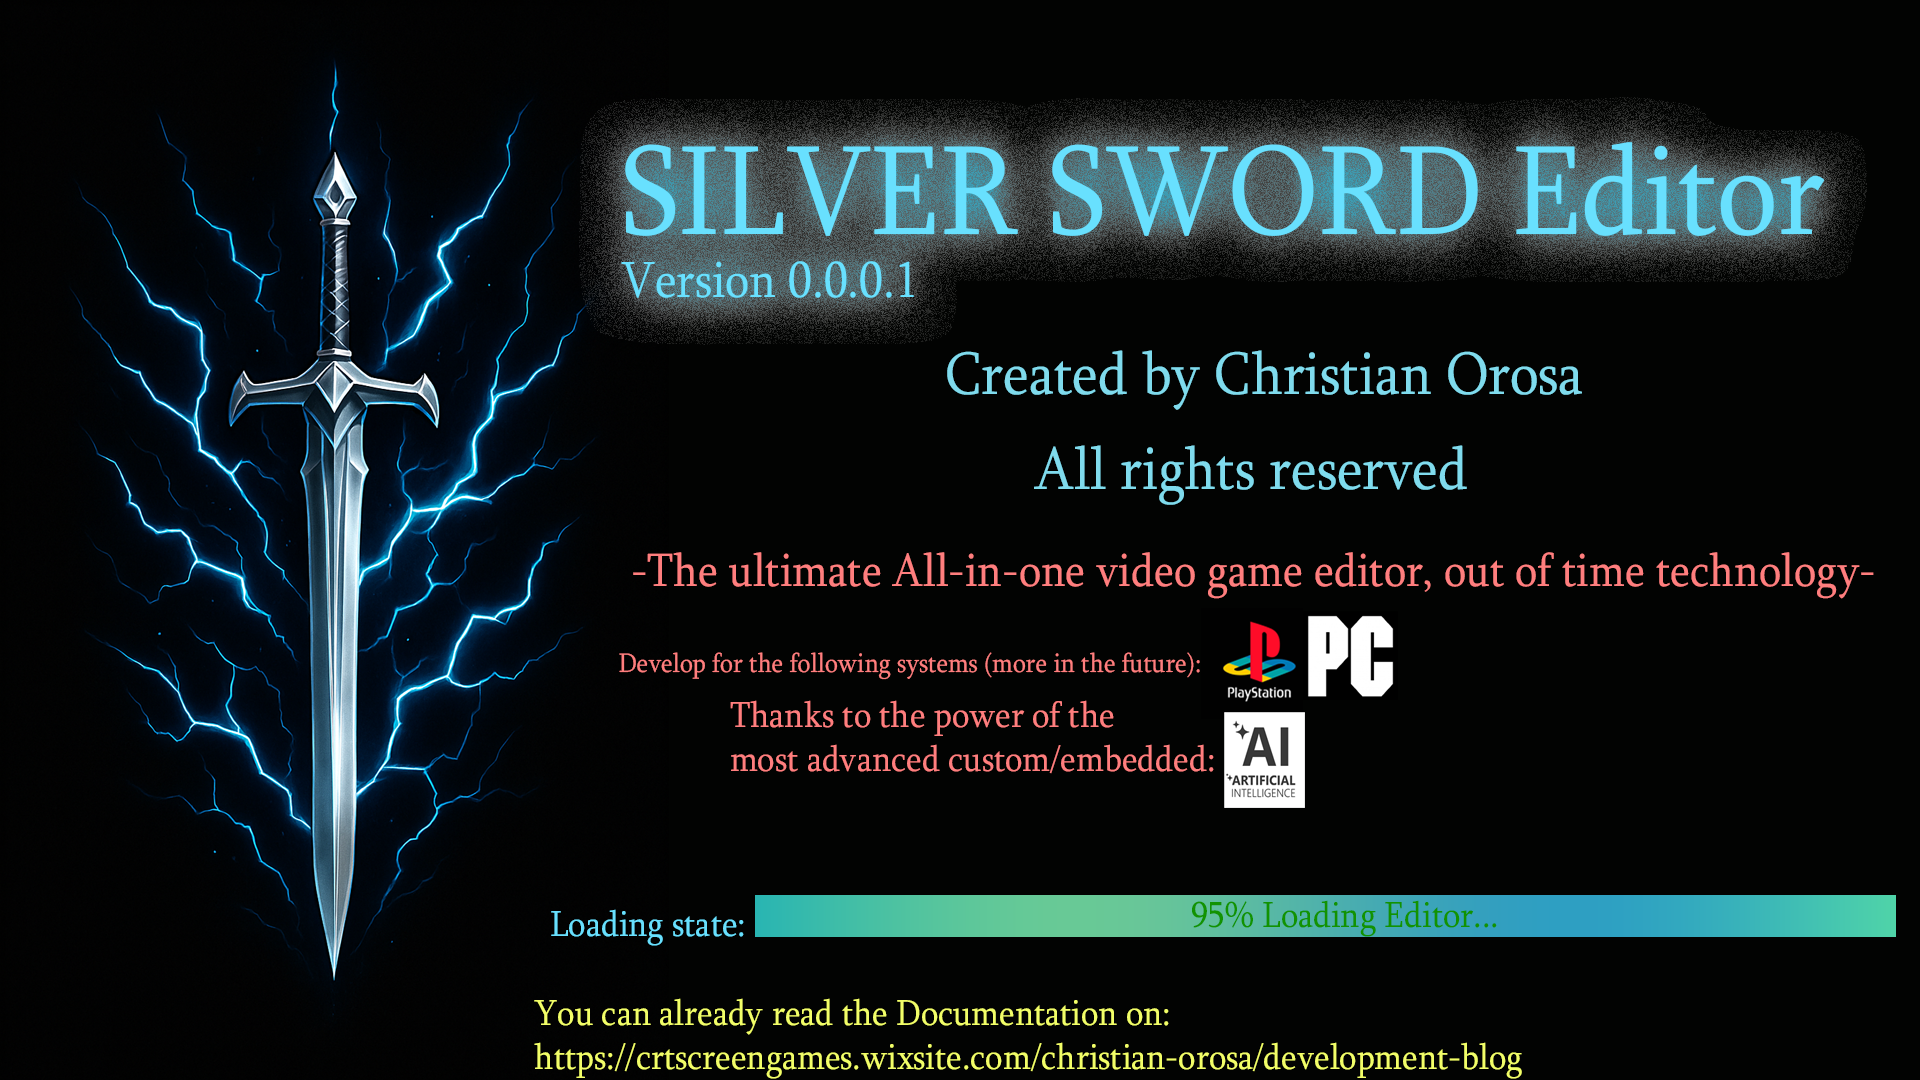 SILVER SWORD Editor
Version 0.0.0.1
Created by Christian Orosa
All rights reserved
-The ultimate All-in-one video game editor, out of time technology-
Develop for the following systems (more in the future):
PlayStation
PC
Thanks to the power of the
most advanced custom/embedded:
AI
ARTIFICIAL
INTELLIGENCE
Loading state:
95% Loading Editor...
You can already read the Documentation on:
https://crtscreengames.wixsite.com/christian-orosa/development-blog